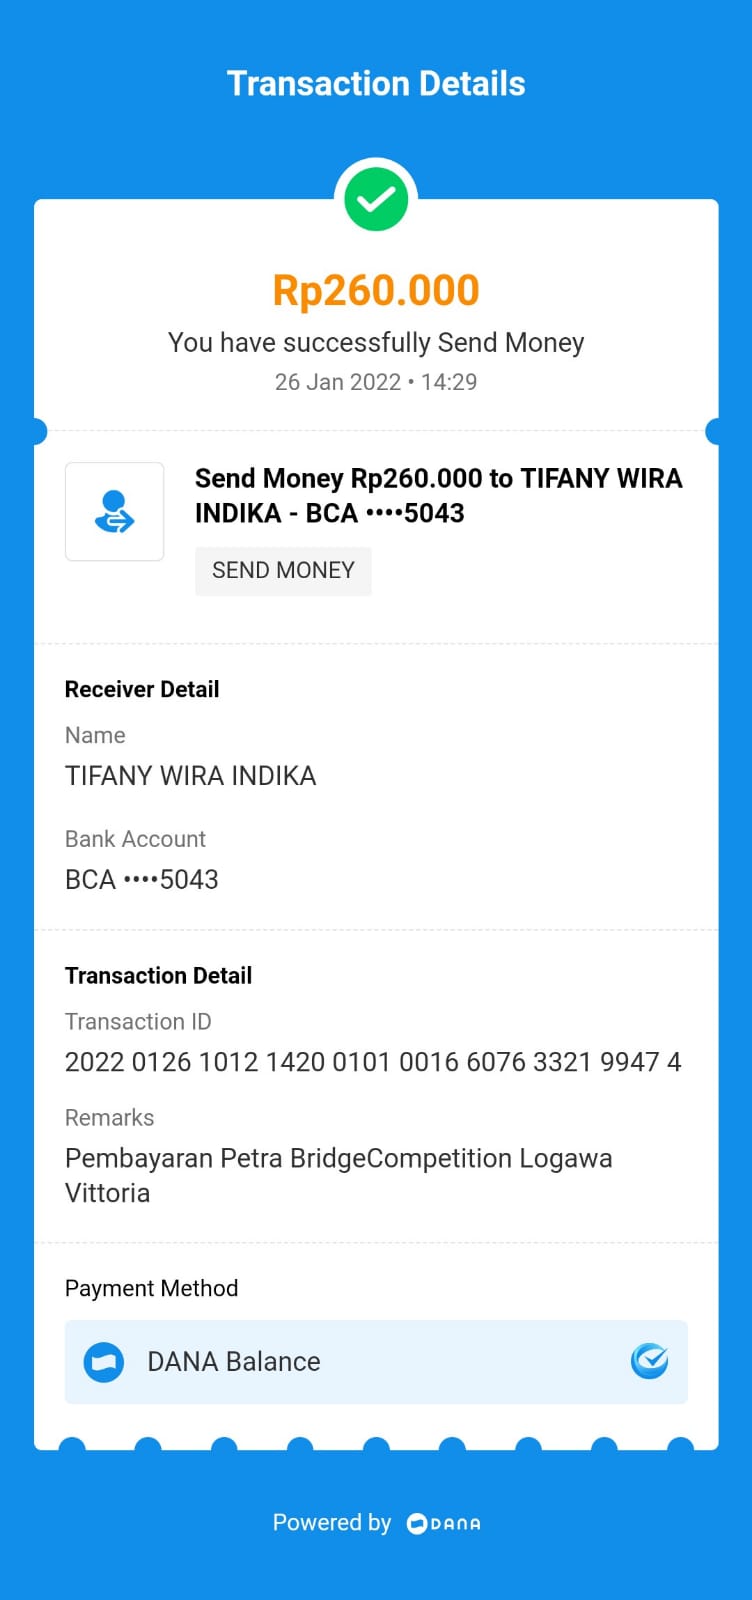 Transaction Details
Rp260.000
You have successfully Send Money
26 Jan 2022 • 14:29
Send Money Rp260.000 to TIFANY WIRA
INDIKA - BCA ••••5043
SEND MONEY
Receiver Detail
Name
TIFANY WIRA INDIKA
Bank Account
BCA ••••5043
Transaction Detail
Transaction ID
2022 0126 1012 1420 0101 0016 6076 3321 9947 4
Remarks
Pembayaran Petra BridgeCompetition Logawa
Vittoria
Payment Method
DANA Balance
Powered by DANA